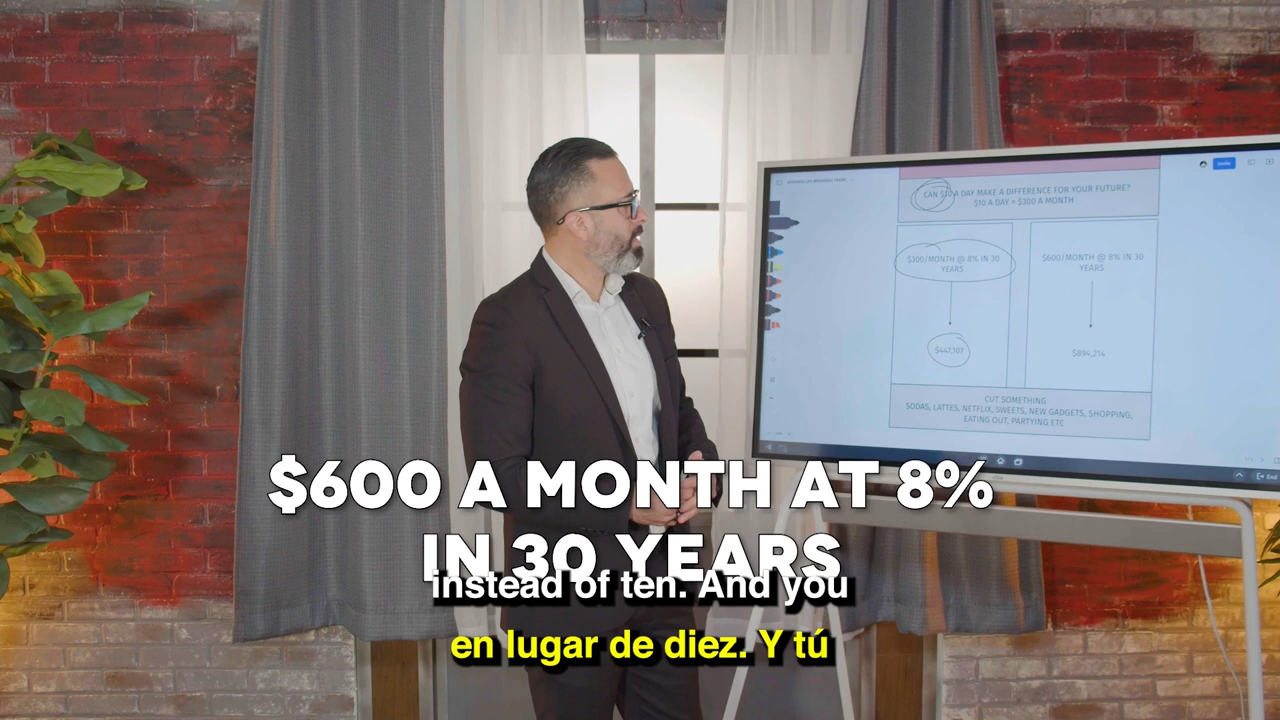 CAN $10 A DAY MAKE A DIFFERENCE FOR YOUR FUTURE?
$10 A DAY = $300 A MONTH
$300/MONTH @ 8% IN 30
YEARS
$447,107
$600/MONTH @ 8% IN 30
YEARS
$894,214
CUT SOMETHING
SODAS, LATTES, NETFLIX, SWEETS, NEW GADGETS, SHOPPING,
EATING OUT, PARTYING ETC
$600 A MONTH AT 8%
IN 30 YEARS
instead of ten. And you
en lugar de diez. Y tú